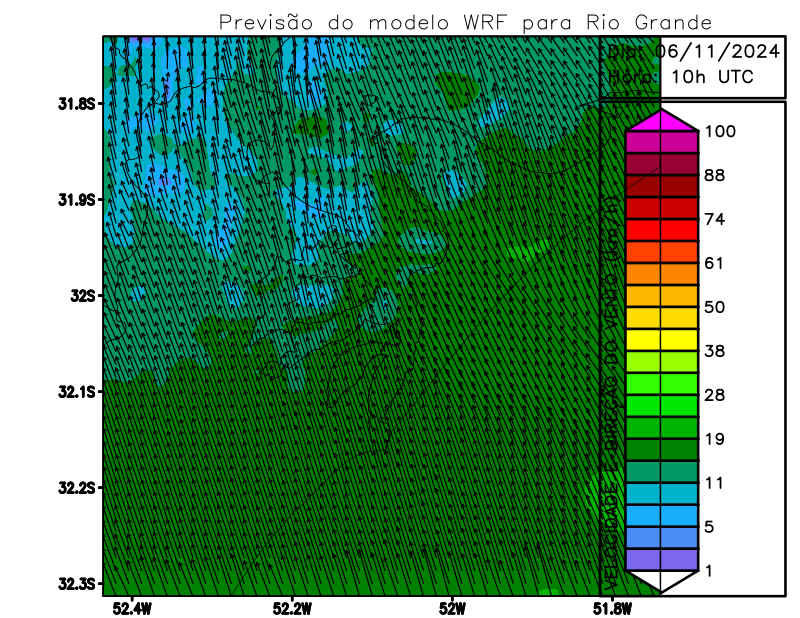 Previsão do modelo WRF para Rio Grande
Dia: 06/11/2024
Hora: 10h UTC
31.8S
31.9S
32S
32.1S
32.2S
32.3S
52.4W
52.2W
52W
51.8W
VELOCIDADE E DIREÇÃO DO VENTO (km/h)
100
88
74
61
50
38
28
19
11
5
1